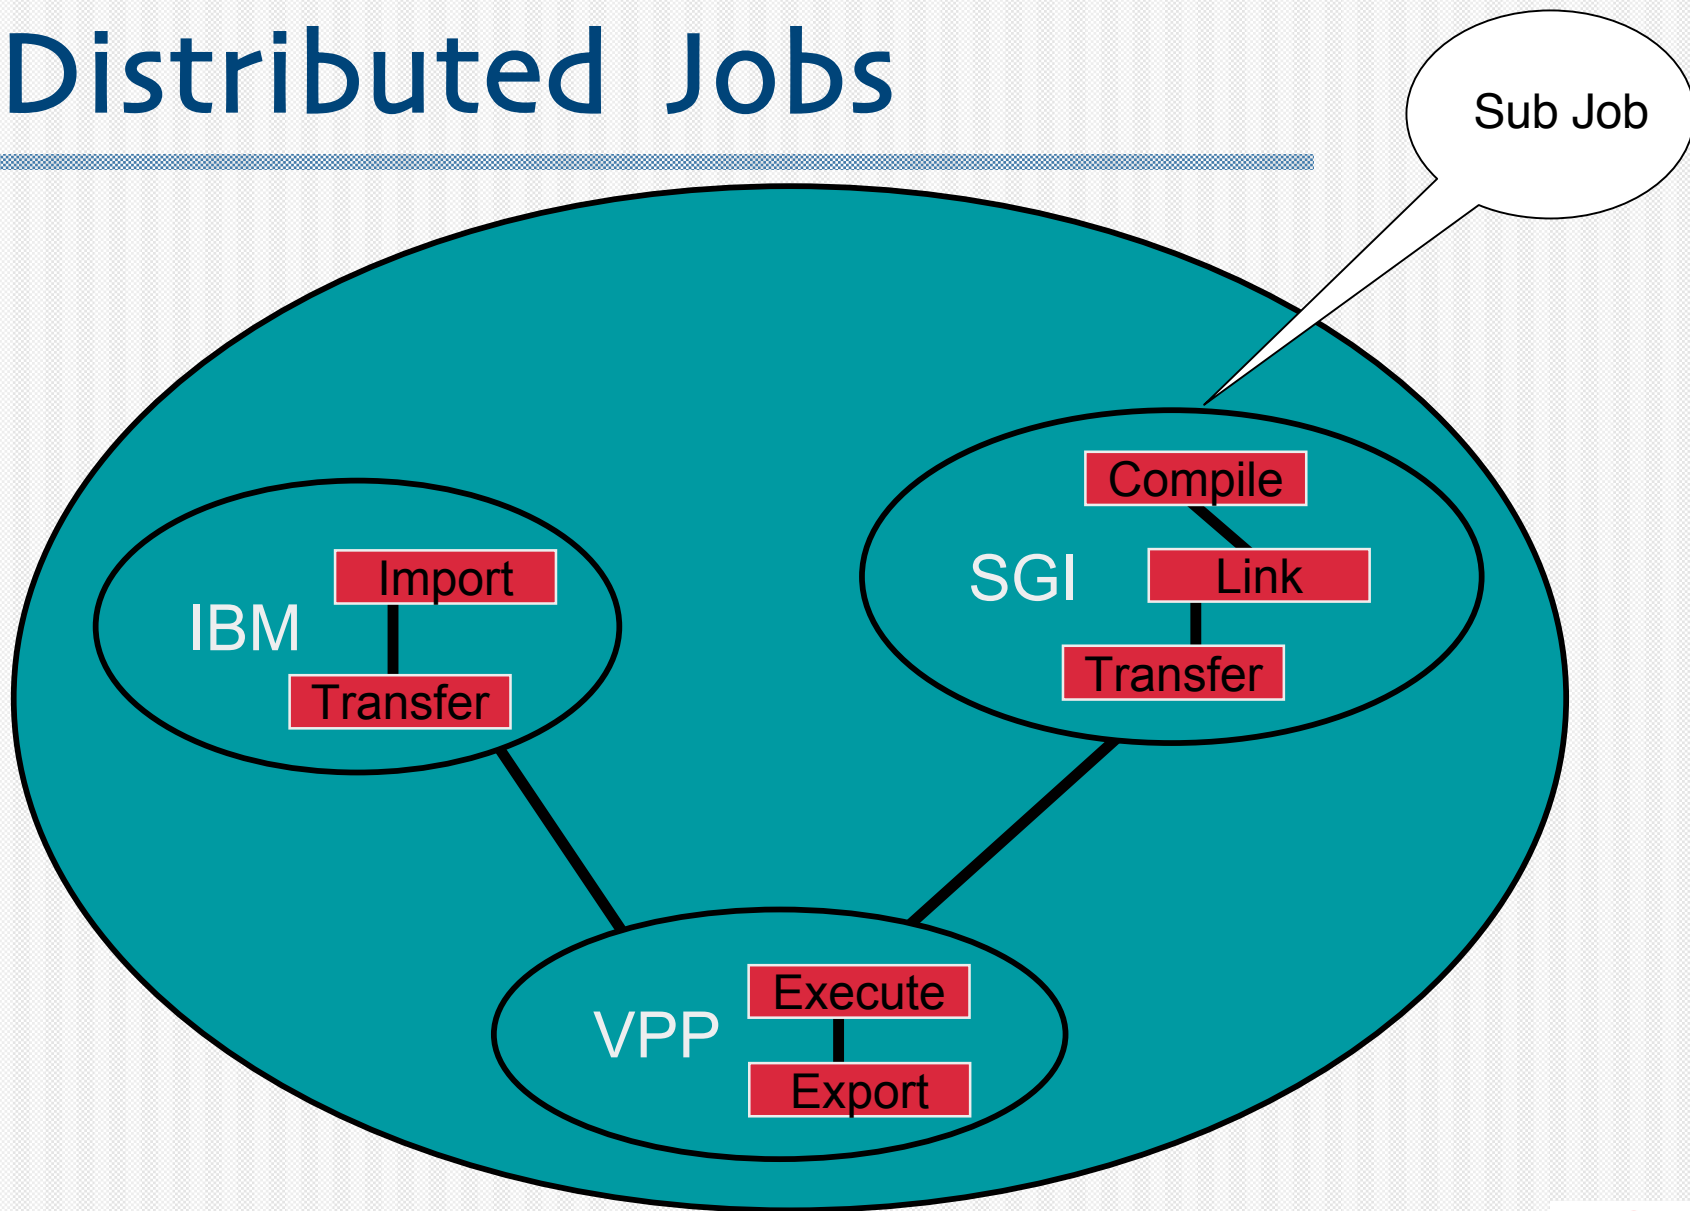 Distributed Jobs
Sub Job
IBM
Import
Transfer
SGI
Compile
Link
Transfer
VPP
Execute
Export